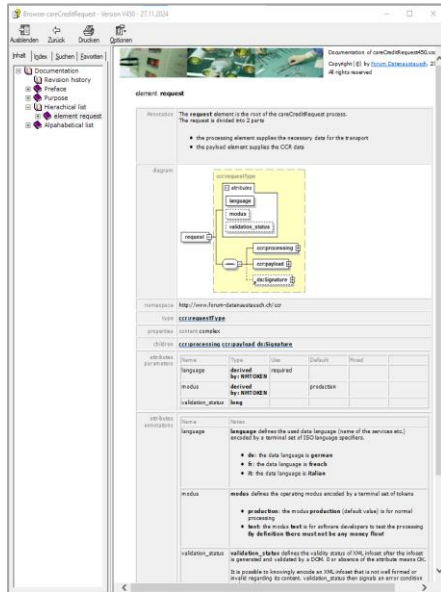 Browser careCreditRequest - Version V450 - 27.11.2024
Ausblenden Zurück Drucken Optionen
Inhalt Index Suchen Favoriten
Documentation
Revision history
Preface
Purpose
Hierachical list
element request
Alpahabetical list
Documentation of careCreditRequest450.xs
Copyright (©) by Forum Datenaustausch, 2
All rights reserved
element request
Annotation The request element is the root of the careCreditRequest process.
The request is divided into 2 parts
• the processing element supplies the necessary data for the transport
• the payload element supplies the CCR data
diagram
ccr:requestType
attributes
language
modus
validation_status
request
ccr:processing
ccr:payload
ds:Signature
namespace http://www.forum-datenaustausch.ch/ccr
type ccr:requestType
properties content complex
children ccr:processing ccr:payload ds:Signature
attributes parameters
Name Type Use Default Fixed
language derived by: NMTOKEN required
modus derived by: NMTOKEN production
validation_status long
attributes annotations
Name Notes
language language defines the used data language (name of the services etc.)
encoded by a terminal set of ISO language specifiers.
• de: the data language is german
• fr: the data language is french
• it: the data language is italian
modus modus defines the operating modus encoded by a terminal set of tokens
• production: the modus production (default value) is for normal
processing
• test: the modus test is for software developers to test the processing
By definition there must not be any money flow!
validation_status validation_status defines the validity status of XML infoset after the infoset
is generated and validated by a DOM. 0 or absence of the attribute means OK.
It is possible to knowingly encode an XML infoset that is not well formed or
invalid regarding its content. validation_status then signals an error condition